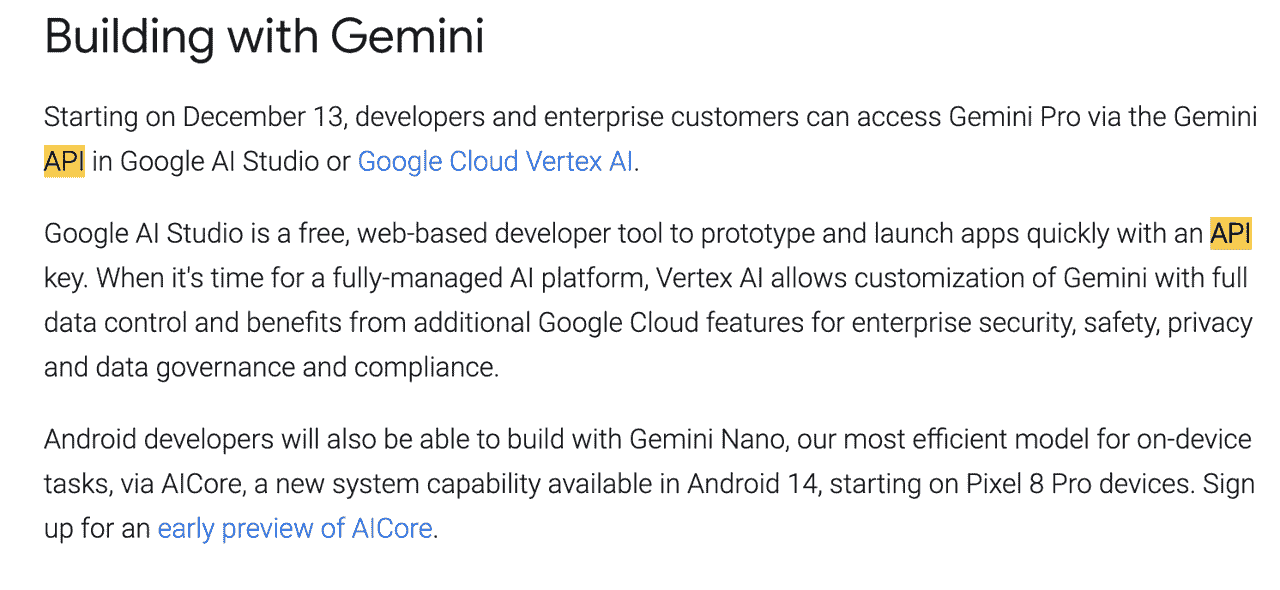 Building with Gemini
Starting on December 13, developers and enterprise customers can access Gemini Pro via the Gemini
API in Google AI Studio or Google Cloud Vertex AI.
Google AI Studio is a free, web-based developer tool to prototype and launch apps quickly with an API
key. When it's time for a fully-managed AI platform, Vertex AI allows customization of Gemini with full
data control and benefits from additional Google Cloud features for enterprise security, safety, privacy
and data governance and compliance.
Android developers will also be able to build with Gemini Nano, our most efficient model for on-device
tasks, via AICore, a new system capability available in Android 14, starting on Pixel 8 Pro devices. Sign
up for an early preview of AICore.